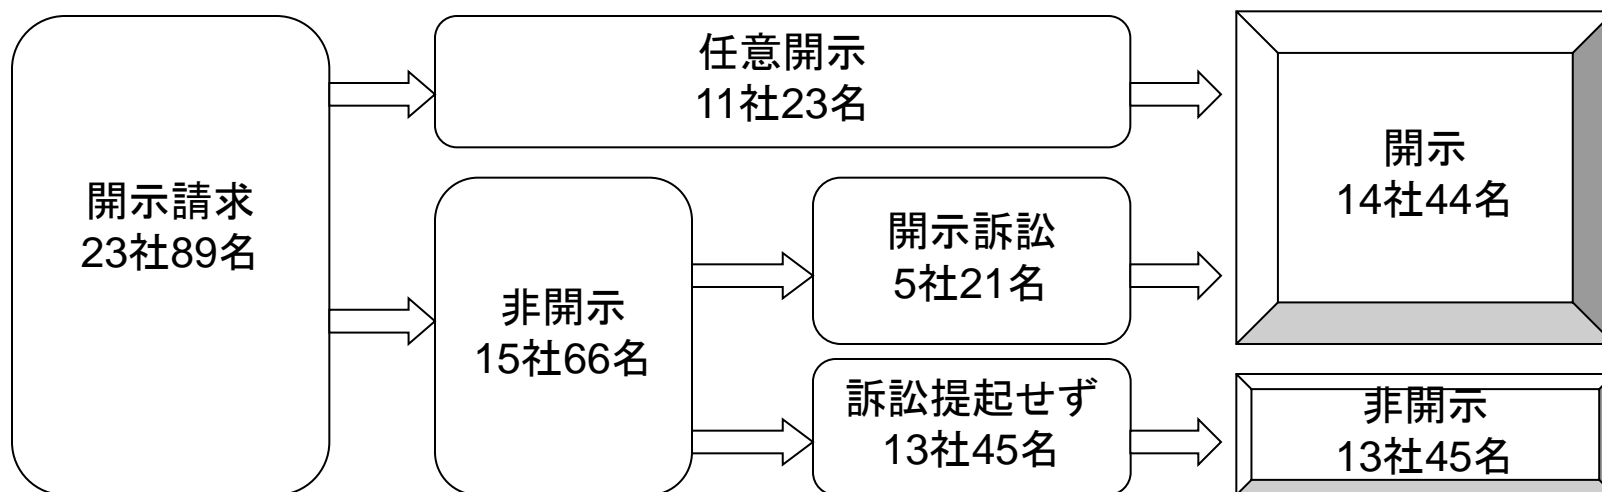 開示請求
23社89名
任意開示
11社23名
非開示
15社66名
開示訴訟
5社21名
訴訟提起せず
13社45名
開示
14社44名
非開示
13社45名